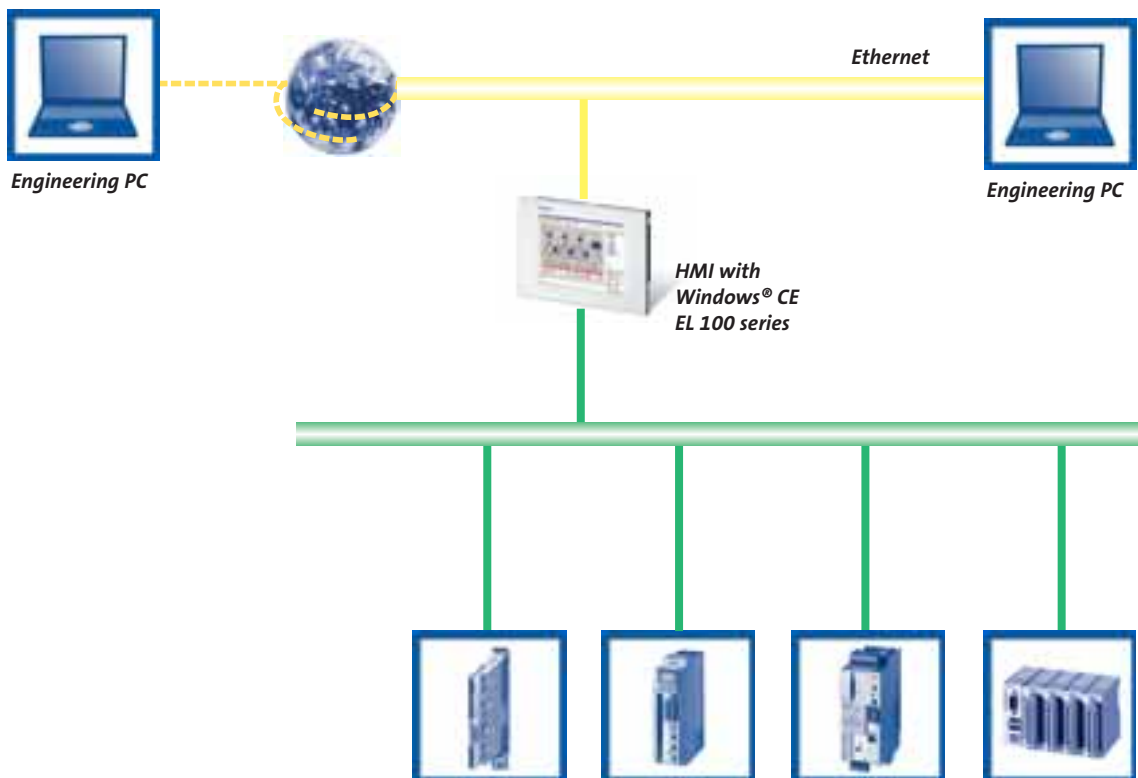 Ethernet
Engineering PC
Engineering PC
HMI with
Windows® CE
EL 100 series